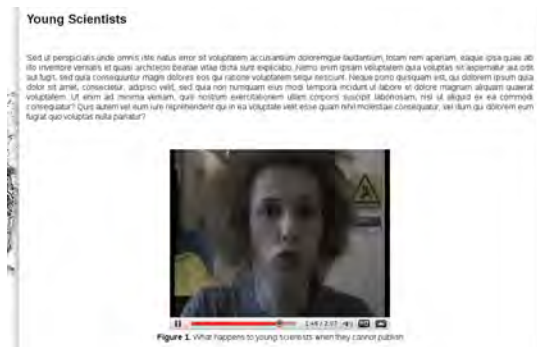 Young Scientists
Sed ut perspiciatis unde omnis iste natus error sit voluptatem accusantium doloremque laudantium, totam rem aperiam, eaque ipsa quae ab
illo inventore veritatis et quasi architecto beatae vitae dicta sunt explicabo. Nemo enim ipsam voluptatem quia voluptas sit aspernatur aut odit
aut fugit, sed quia consequuntur magni dolores eos qui ratione voluptatem sequi nesciunt. Neque porro quisquam est, qui dolorem ipsum quia
dolor sit amet, consectetur, adipisci velit, sed quia non numquam eius modi tempora incidunt ut labore et dolore magnam aliquam quaerat
voluptatem. Ut enim ad minima veniam, quis nostrum exercitationem ullam corporis suscipit laboriosam, nisi ut aliquid ex ea commodi
consequatur? Quis autem vel eum iure reprehenderit qui in ea voluptate velit esse quam nihil molestiae consequatur, vel illum qui dolorem eum
fugiat quo voluptas nulla pariatur?
Figure 1. What happens to young scientists when they cannot publish